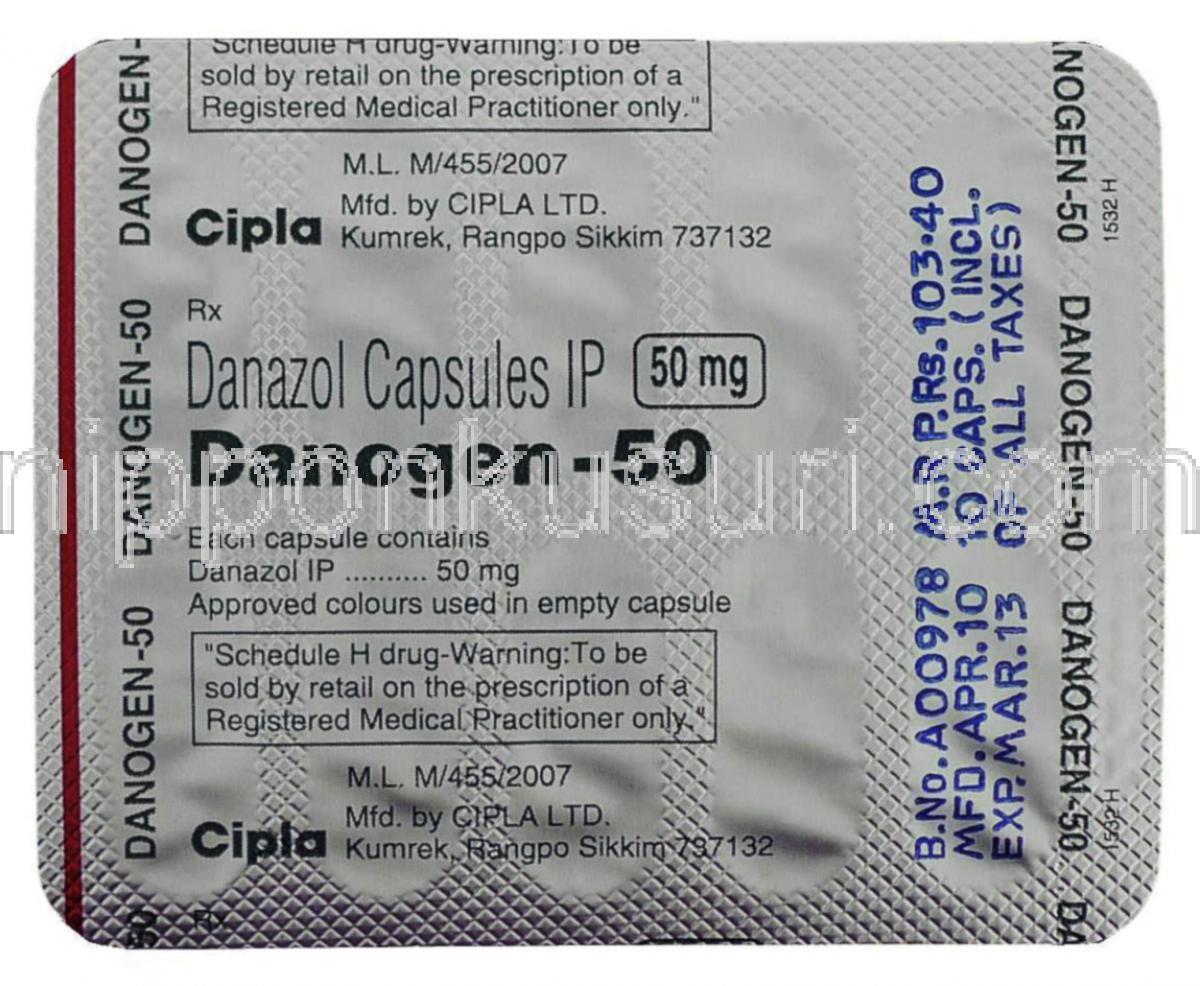 Schedule H drug-Warning:To be
sold by retail on the prescription of a
Registered Medical Practitioner only."
M.L. M/455/2007
Mfd. by CIPLA LTD.
Cipla
Kumrek, Rangpo Sikkim 737132
Rx
Danazol Capsules IP 50 mg
Danogen-50
Each capsule contains
Danazol IP .......... 50 mg
Approved colours used in empty capsule
"Schedule H drug-Warning:To be
sold by retail on the prescription of a
Registered Medical Practitioner only."
M.L. M/455/2007
Mfd. by CIPLA LTD.
Cipla
Kumrek, Rangpo Sikkim 737132
Rx
DANOGEN-50 DANOGEN-50 DANOGEN-
50
B.No.A00978 M.R.P.Rs.103.40
MFD.APR.10 10 CAPS. (INCL.
EXP.MAR.13 OF ALL TAXES)
NOGEN-50 DANOGEN-50 DANOGEN-50 DA
1532 H
1532 H
nipponkusuri.com